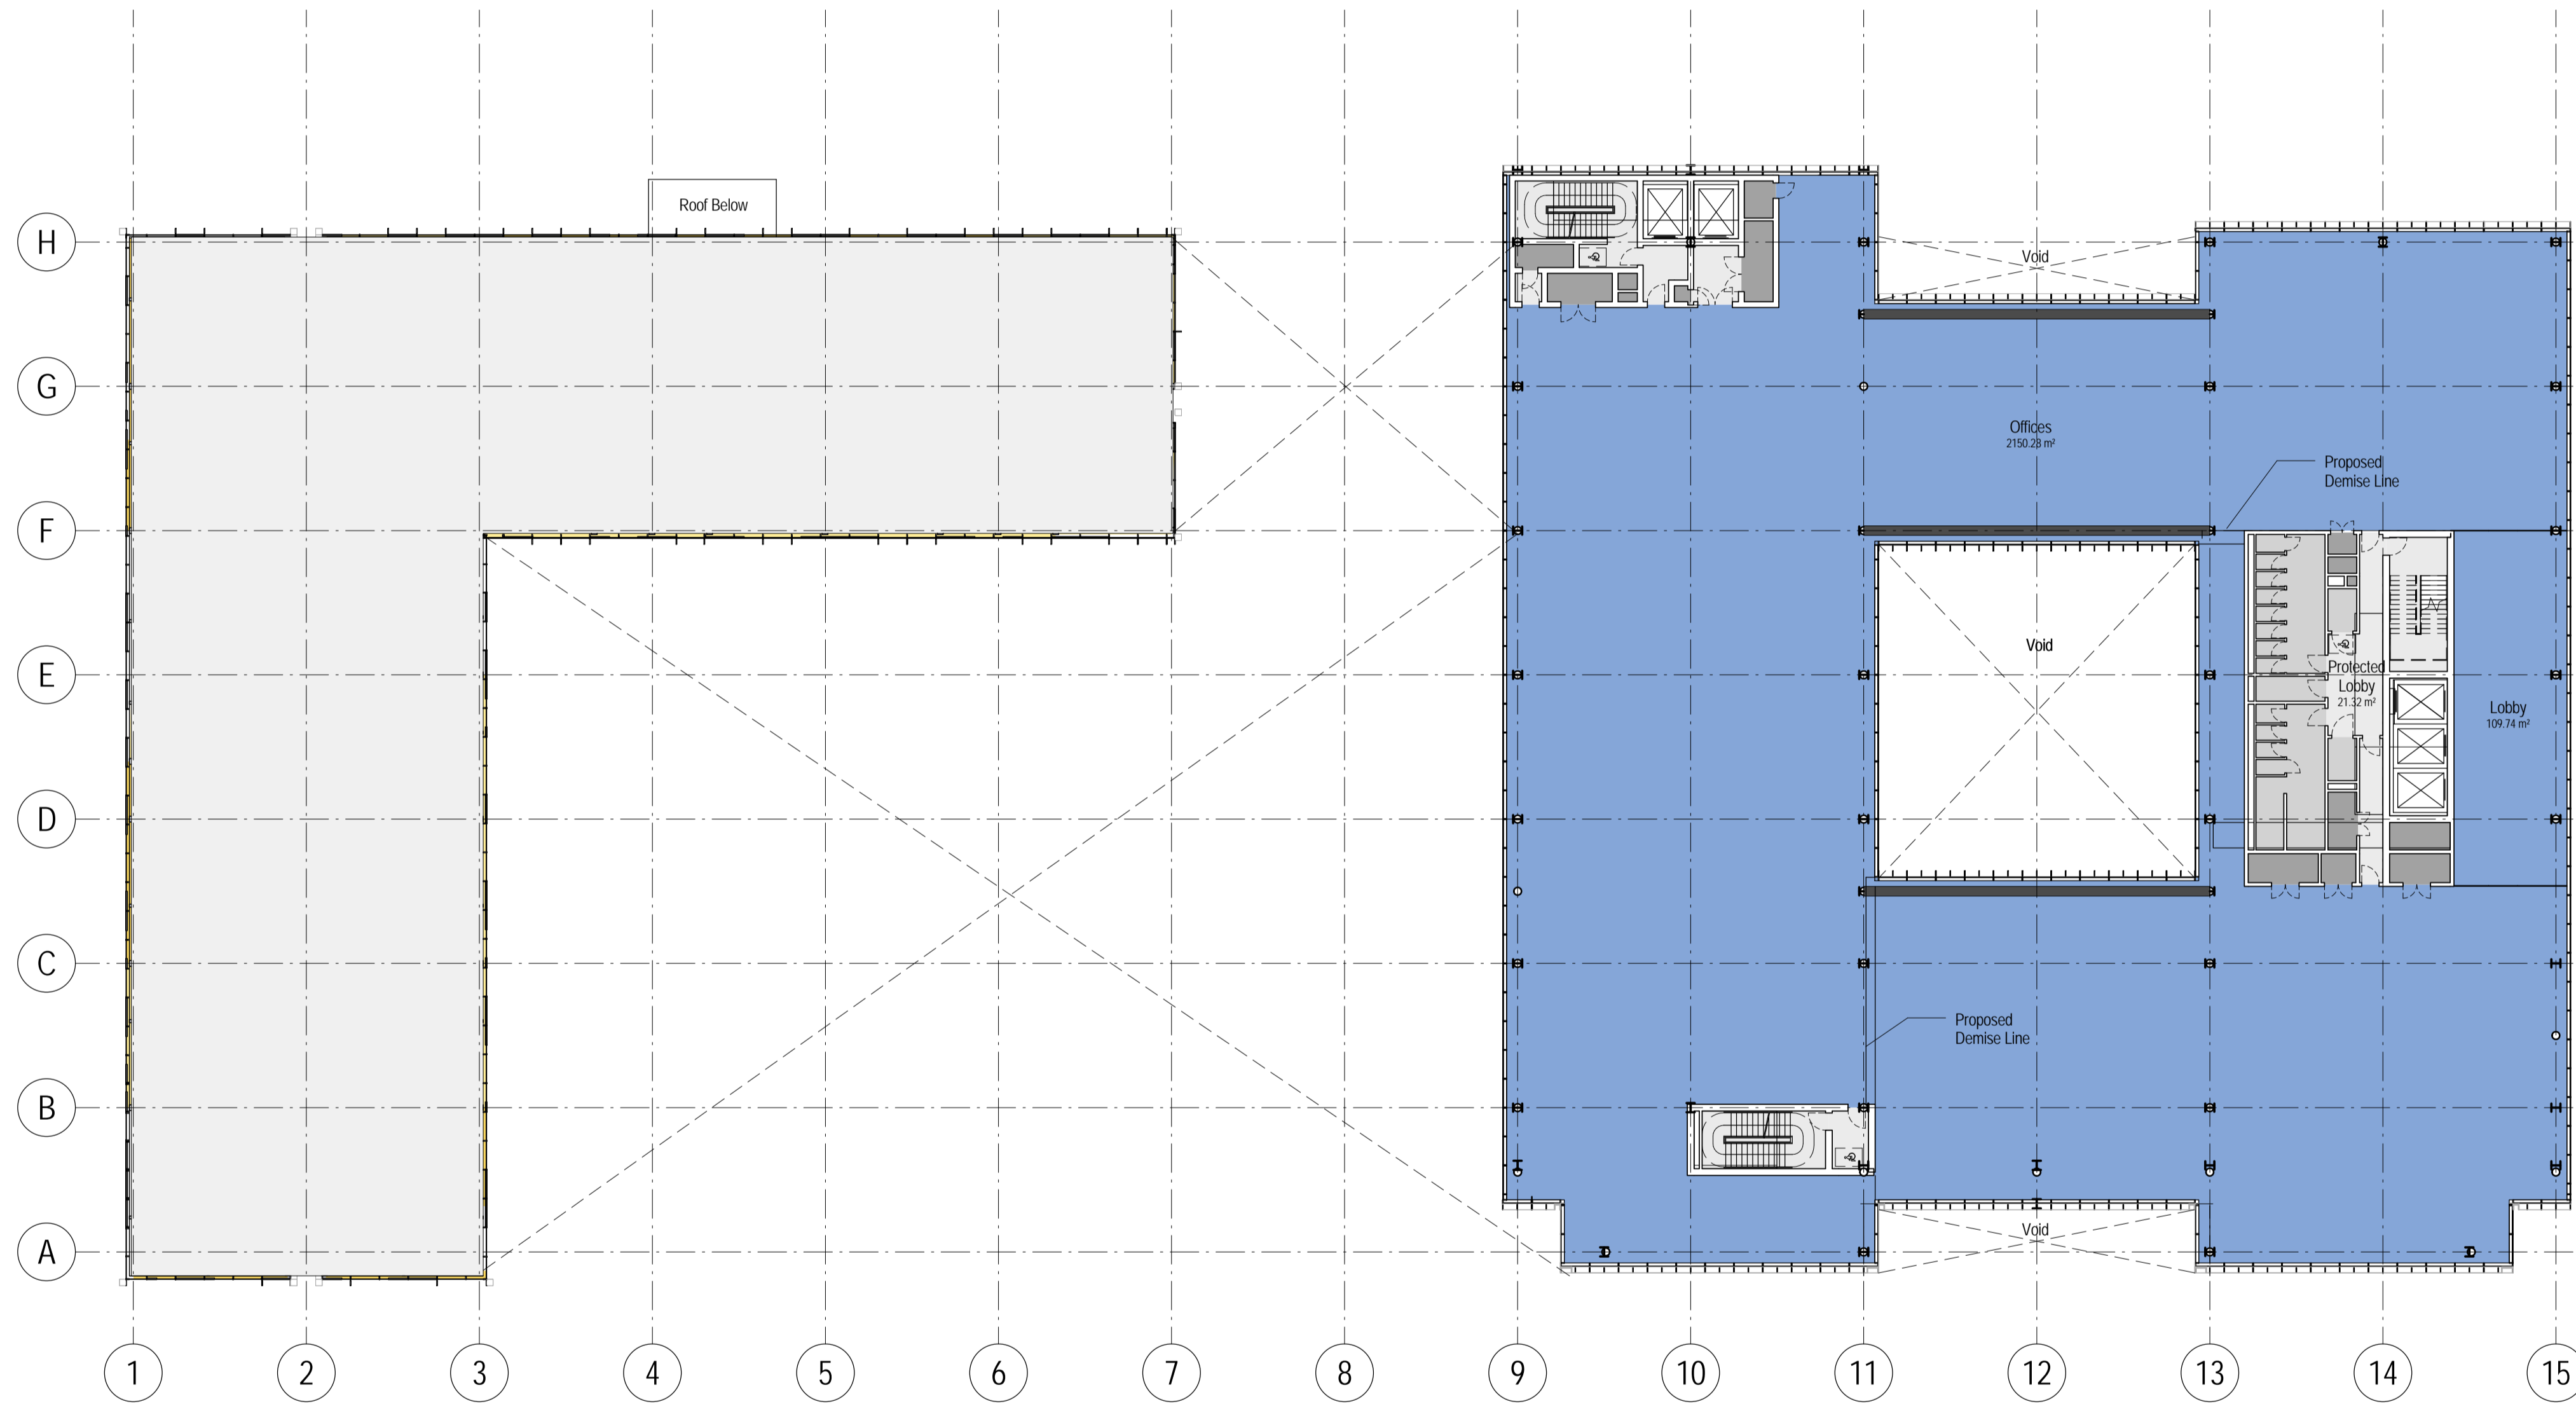 Roof Below
H
Void
G
Offices
2150.23 m²
Proposed
Demise Line
F
Void
E
Protected
Lobby
21.32 m²
Lobby
109.74 m²
D
C
Proposed
Demise Line
B
Void
A
1
2
3
4
5
6
7
8
9
10
11
12
13
14
15